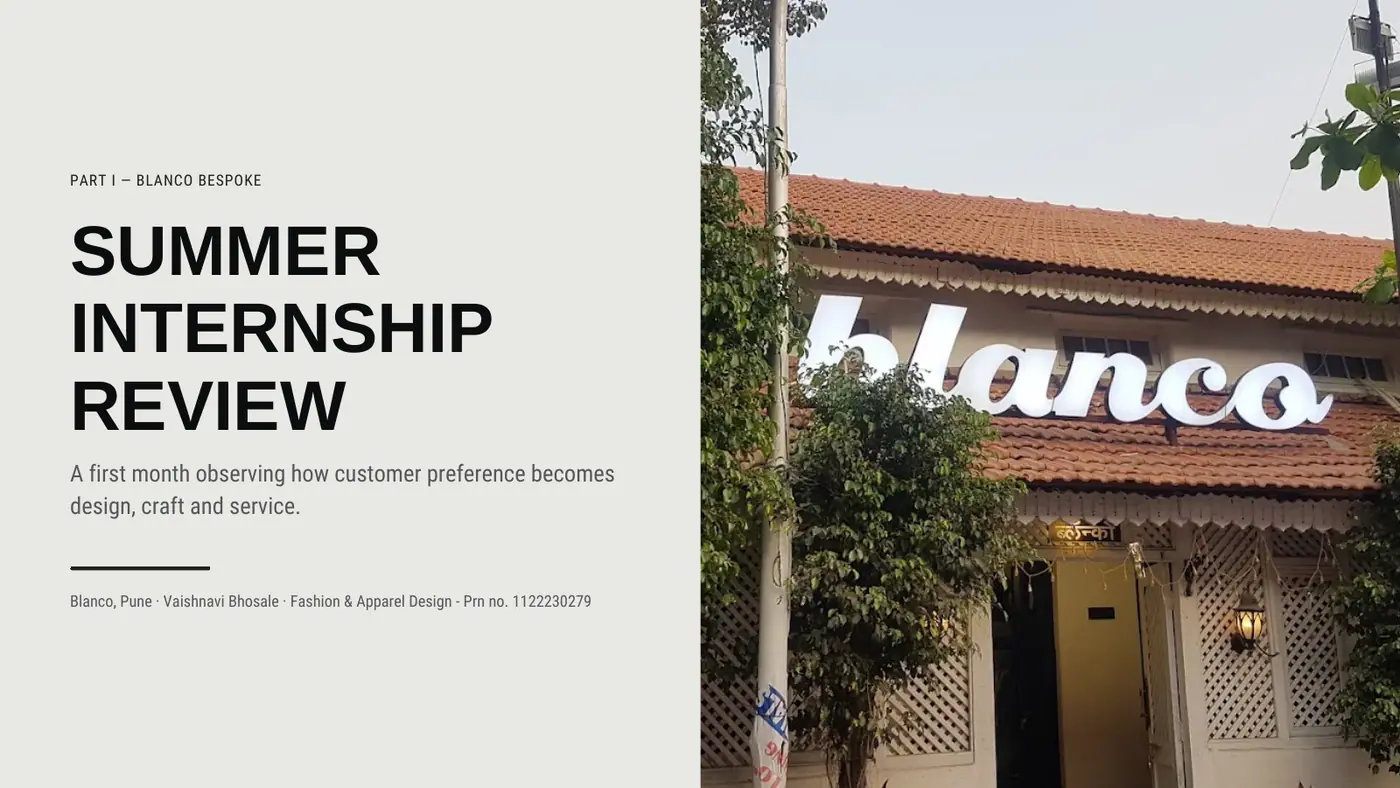 PART I — BLANCO BESPOKE
SUMMER
INTERNSHIP
REVIEW
A first month observing how customer preference becomes
design, craft and service.
Blanco, Pune · Vaishnavi Bhosale · Fashion & Apparel Design - Prn no. 1122230279
blanco
ब्लॅन्को